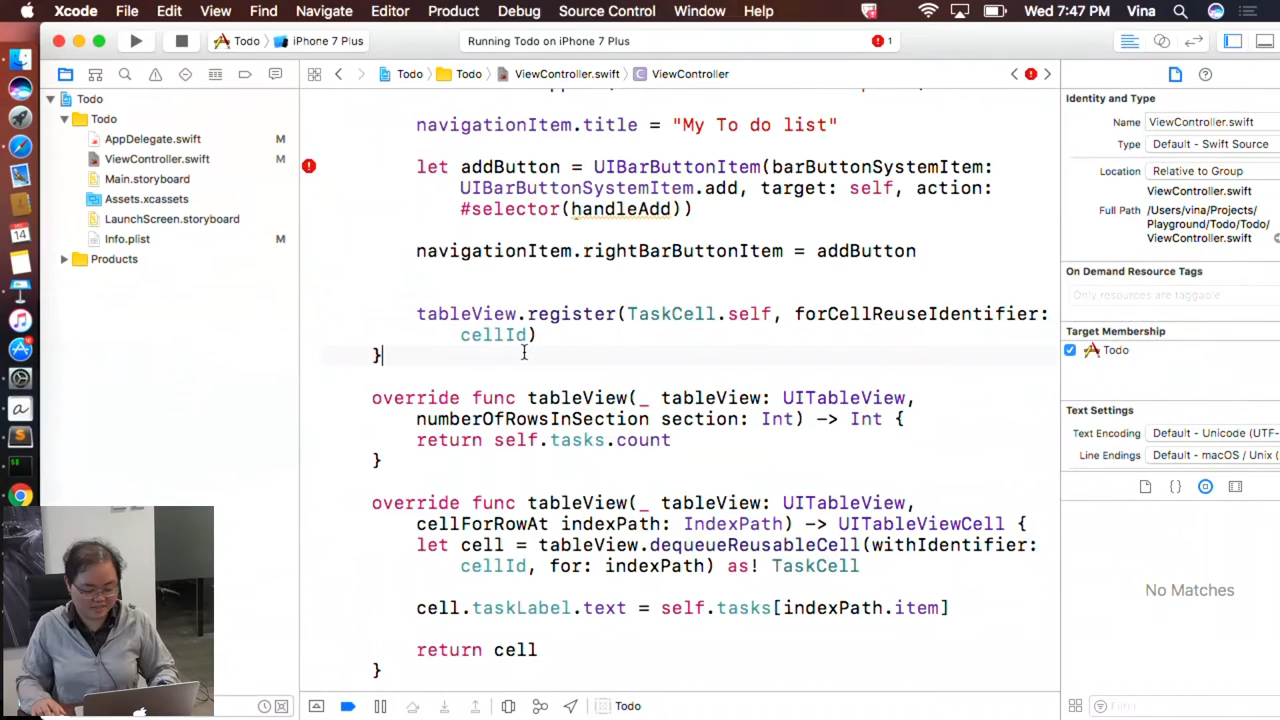 Xcode File Edit View Find Navigate Editor Product Debug Source Control Window Help Wed 7:47 PM Vina
Todo iPhone 7 Plus Running Todo on iPhone 7 Plus 1
Todo Todo ViewController.swift ViewController
Todo
Todo
AppDelegate.swift M
ViewController.swift M
Main.storyboard
Assets.xcassets
LaunchScreen.storyboard
Info.plist M
Products
navigationItem.title = "My To do list"
let addButton = UIBarButtonItem(barButtonSystemItem:
UIBarButtonSystemItem.add, target: self, action:
#selector(handleAdd))
navigationItem.rightBarButtonItem = addButton
tableView.register(TaskCell.self, forCellReuseIdentifier:
cellId)
}
override func tableView(_ tableView: UITableView,
numberOfRowsInSection section: Int) -> Int {
return self.tasks.count
}
override func tableView(_ tableView: UITableView,
cellForRowAt indexPath: IndexPath) -> UITableViewCell {
let cell = tableView.dequeueReusableCell(withIdentifier:
cellId, for: indexPath) as! TaskCell
cell.taskLabel.text = self.tasks[indexPath.item]
return cell
}
Todo
Identity and Type
Name ViewController.swift
Type Default - Swift Source
Location Relative to Group
ViewController.swift
Full Path /Users/vina/Projects/
Playground/Todo/Todo/
ViewController.swift
On Demand Resource Tags
Only resources are taggable
Target Membership
Todo
Text Settings
Text Encoding Default - Unicode (UTF-
Line Endings Default - macOS / Unix (
No Matches
Filter